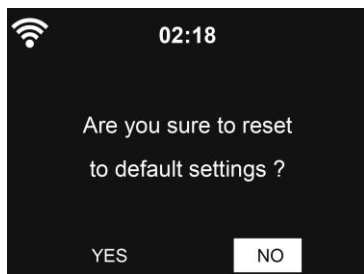 02:18
Are you sure to reset
to default settings ?
YES NO